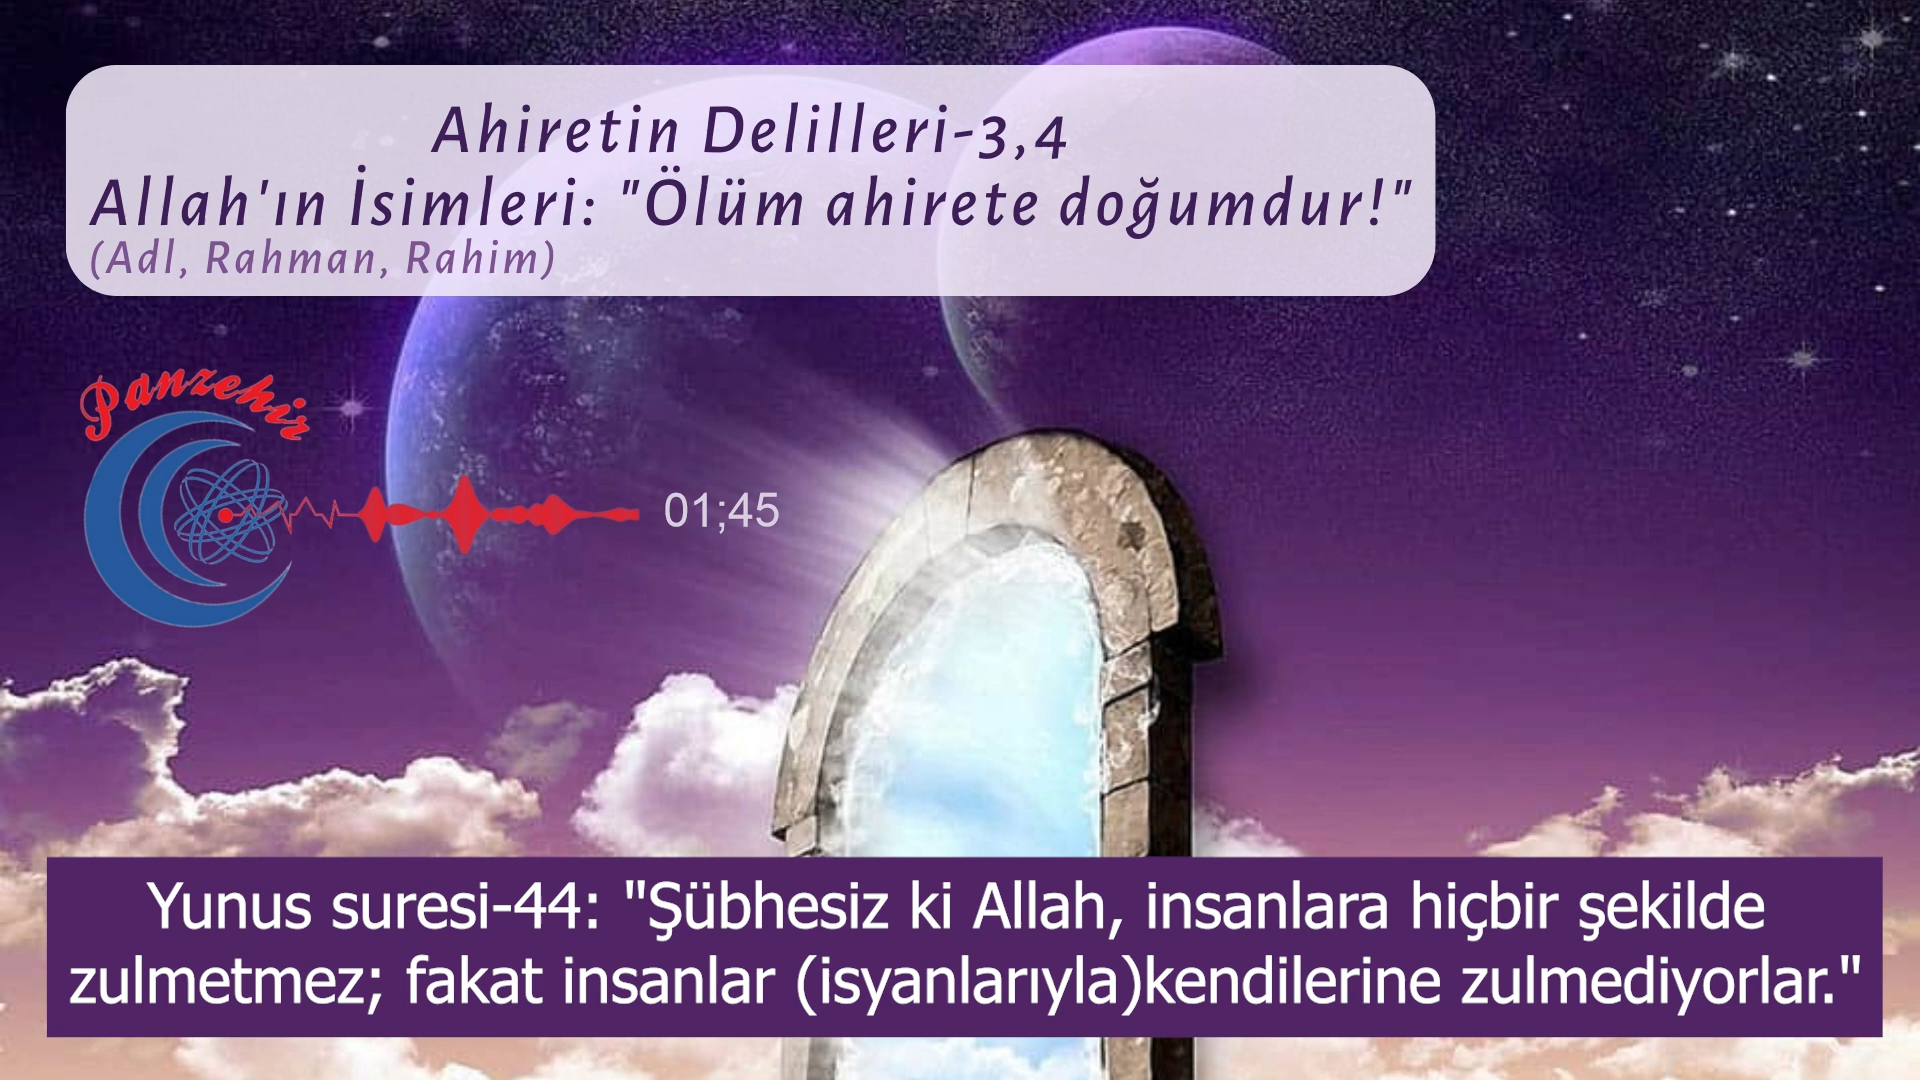 Ahiretin Delilleri-3,4
Allah'ın İsimleri: "Ölüm ahirete doğumdur!"
(Adl, Rahman, Rahim)
Panzehir
01;45
Yunus suresi-44: "Şübhesiz ki Allah, insanlara hiçbir şekilde
zulmetmez; fakat insanlar (isyanlarıyla)kendilerine zulmediyorlar."